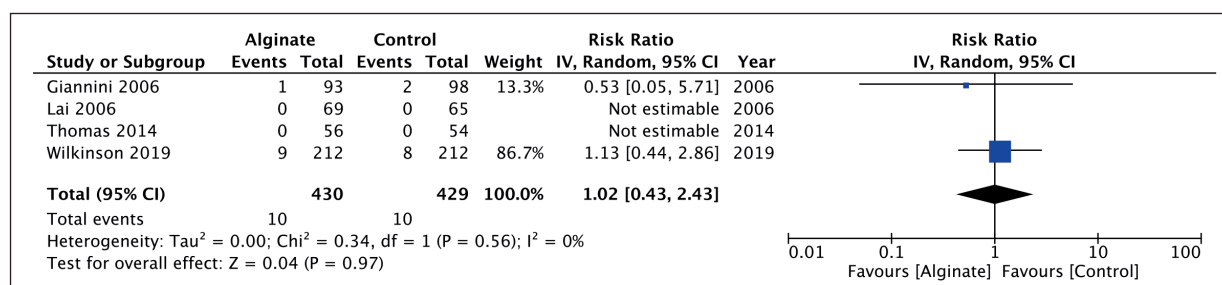 Alginate Control Risk Ratio Risk Ratio
Study or Subgroup Events Total Events Total Weight IV, Random, 95% CI Year IV, Random, 95% CI
Giannini 2006 1 93 2 98 13.3% 0.53 [0.05, 5.71] 2006
Lai 2006 0 69 0 65 Not estimable 2006
Thomas 2014 0 56 0 54 Not estimable 2014
Wilkinson 2019 9 212 8 212 86.7% 1.13 [0.44, 2.86] 2019
Total (95% CI) 430 429 100.0% 1.02 [0.43, 2.43]
Total events 10 10
Heterogeneity: Tau² = 0.00; Chi² = 0.34, df = 1 (P = 0.56); I² = 0%
Test for overall effect: Z = 0.04 (P = 0.97)
0.01 0.1 1 10 100
Favours [Alginate] Favours [Control]